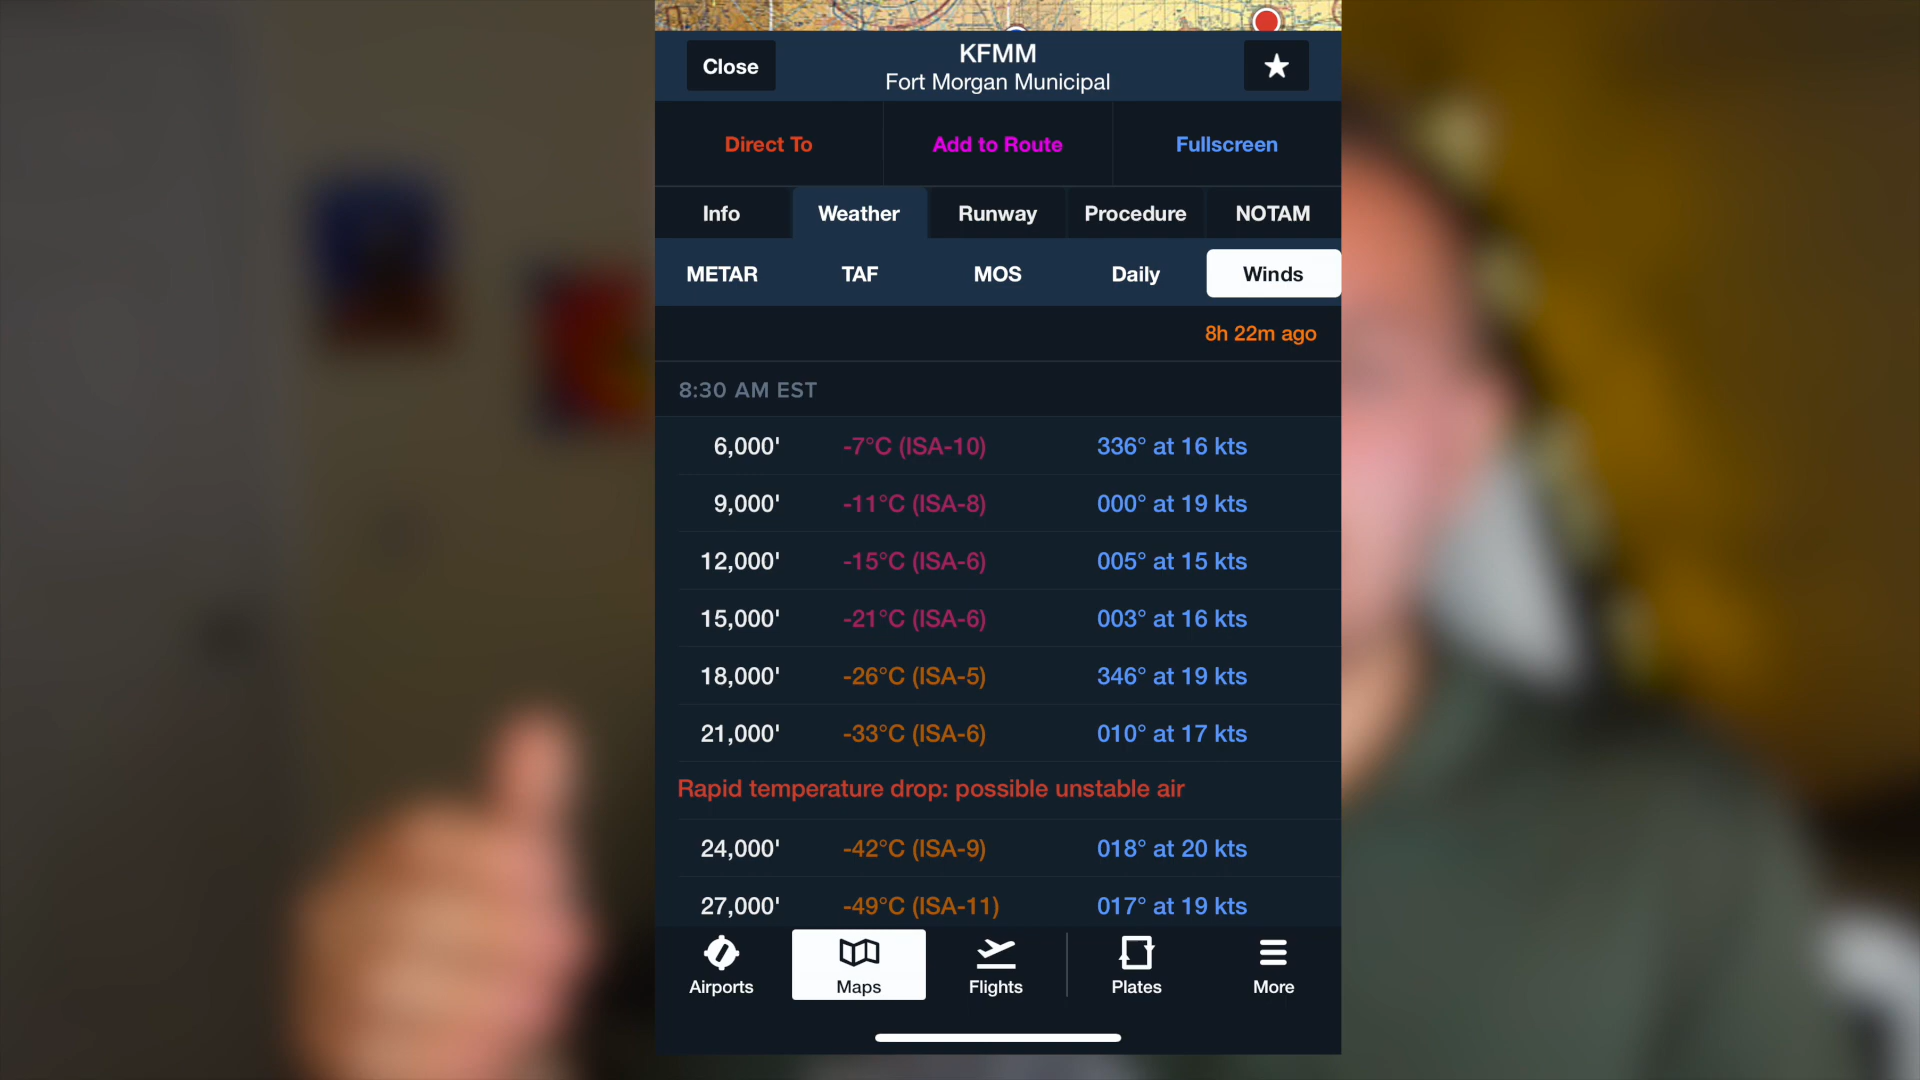 Close
KFMM
Fort Morgan Municipal
Direct To
Add to Route
Fullscreen
Info
Weather
Runway
Procedure
NOTAM
METAR
TAF
MOS
Daily
Winds
8h 22m ago
8:30 AM EST
6,000' -7°C (ISA-10) 336° at 16 kts
9,000' -11°C (ISA-8) 000° at 19 kts
12,000' -15°C (ISA-6) 005° at 15 kts
15,000' -21°C (ISA-6) 003° at 16 kts
18,000' -26°C (ISA-5) 346° at 19 kts
21,000' -33°C (ISA-6) 010° at 17 kts
Rapid temperature drop: possible unstable air
24,000' -42°C (ISA-9) 018° at 20 kts
27,000' -49°C (ISA-11) 017° at 19 kts
Airports
Maps
Flights
Plates
More